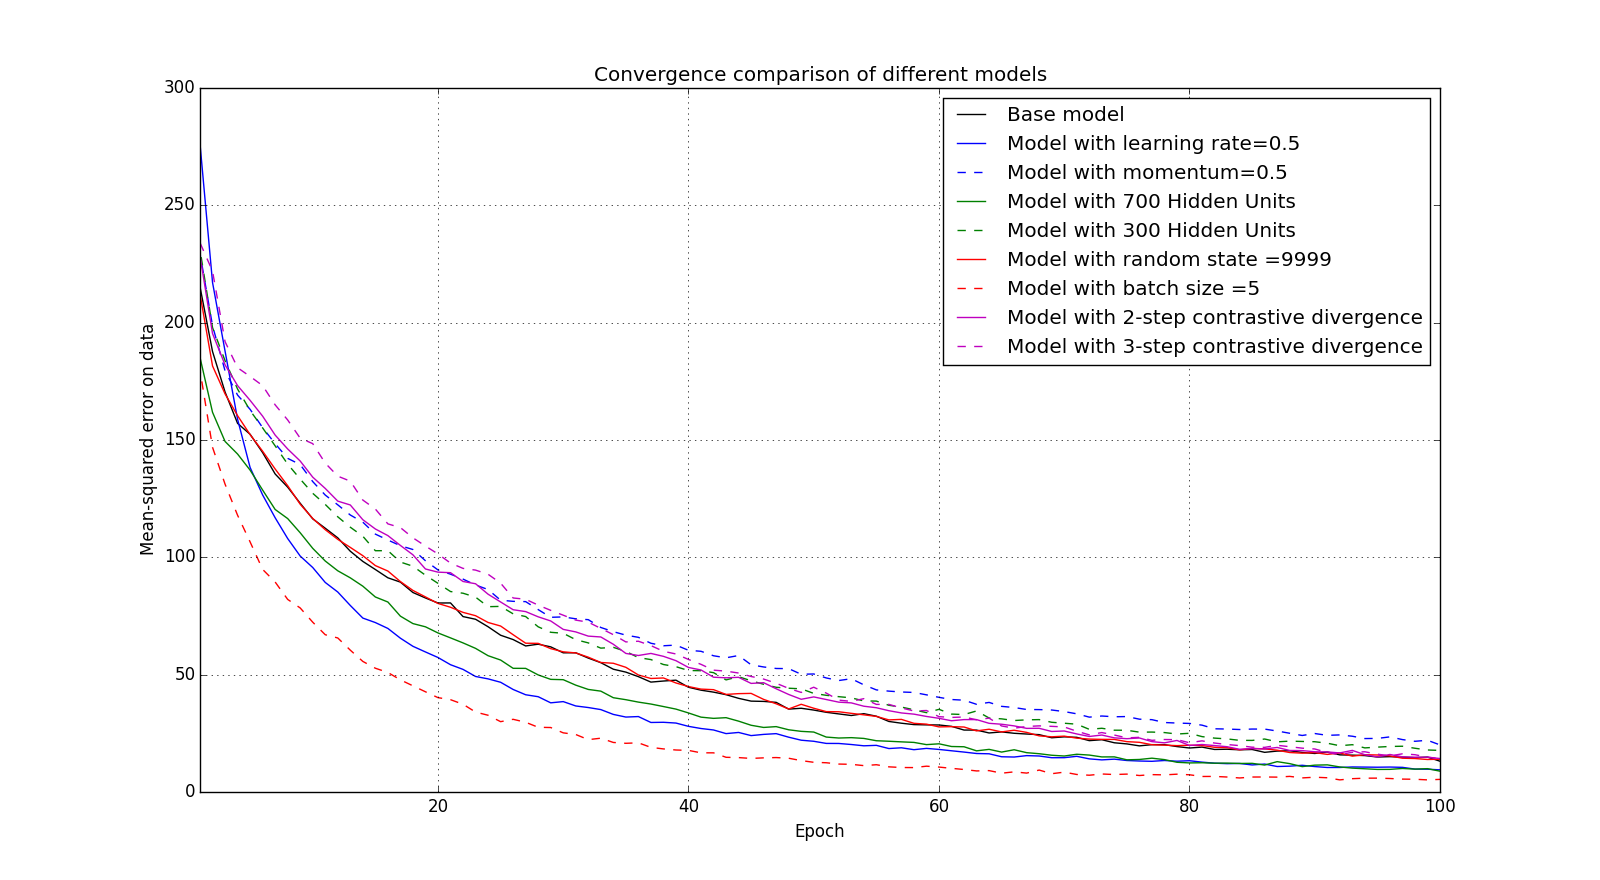 Convergence comparison of different models
300
250
200
150
100
50
0
Mean-squared error on data
Base model
Model with learning rate=0.5
Model with momentum=0.5
Model with 700 Hidden Units
Model with 300 Hidden Units
Model with random state =9999
Model with batch size =5
Model with 2-step contrastive divergence
Model with 3-step contrastive divergence
20 40 60 80 100
Epoch